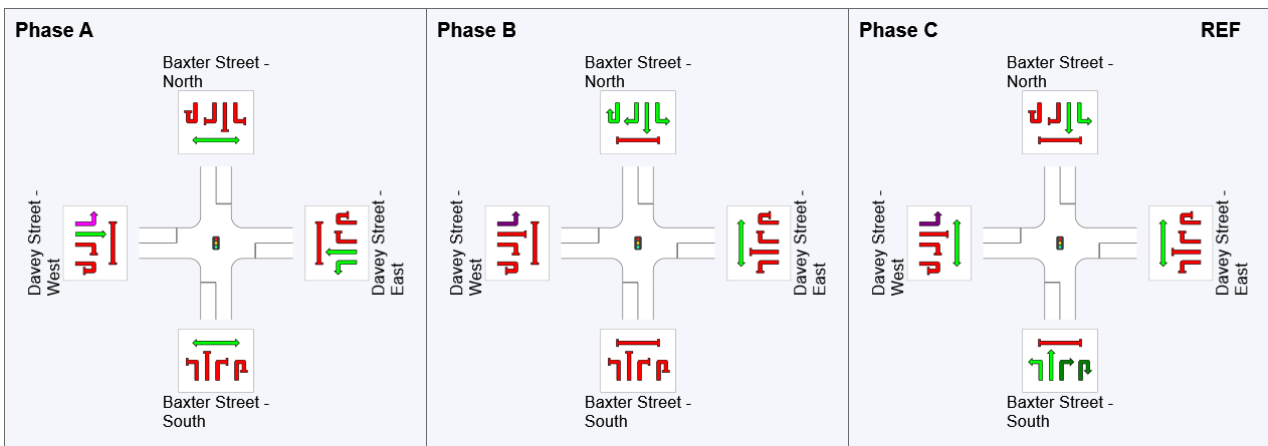 Phase A
Baxter Street -
North
Davey Street -
West
Davey Street -
East
Baxter Street -
South
Phase B
Baxter Street -
North
Davey Street -
West
Davey Street -
East
Baxter Street -
South
Phase C
REF
Baxter Street -
North
Davey Street -
West
Davey Street -
East
Baxter Street -
South